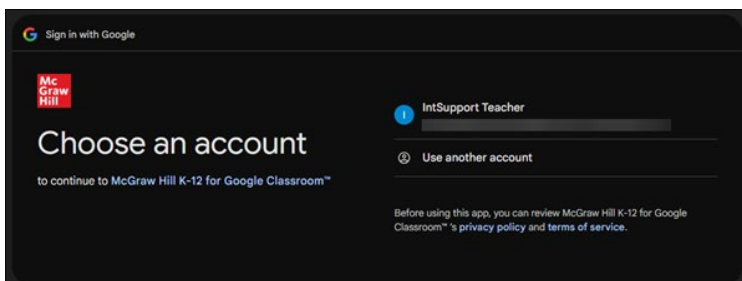 Sign in with Google
Mc
Graw
Hill
Choose an account
to continue to McGraw Hill K-12 for Google Classroom™
I
IntSupport Teacher
Use another account
Before using this app, you can review McGraw Hill K-12 for Google
Classroom™ 's privacy policy and terms of service.